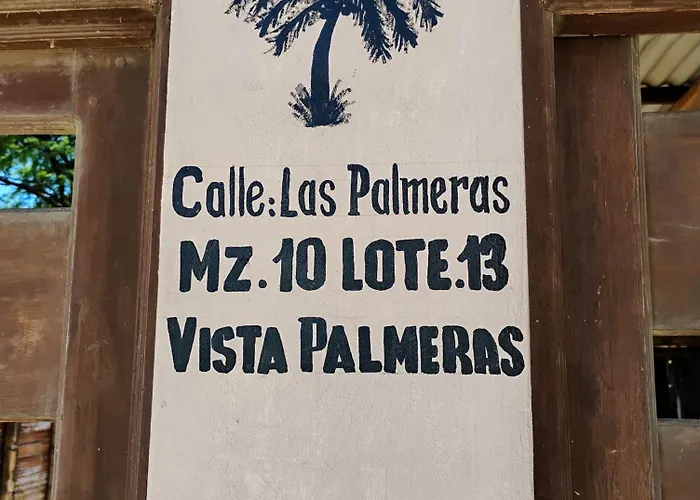 Calle: Las Palmeras
Mz. 10 LOTE. 13
VISTA PALMERAS